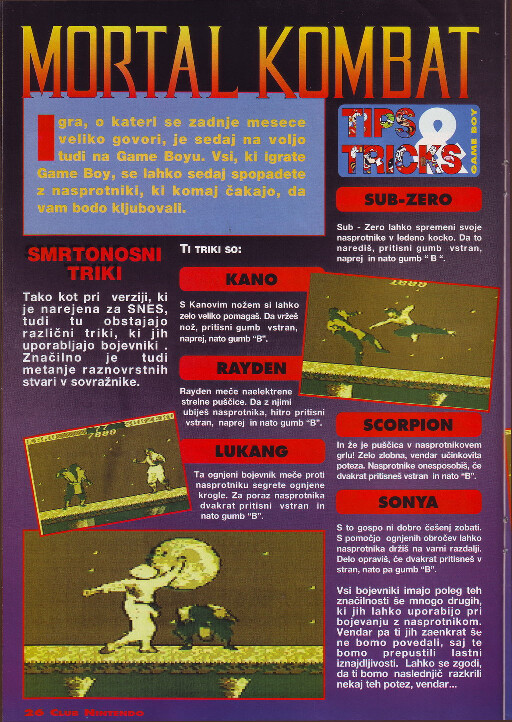 MORTAL KOMBAT
Igra, o kateri se zadnje mesece
veliko govori, je sedaj na voljo
tudi na Game Boyu. Vsi, ki igrate
Game Boy, se lahko sedaj spopadete
z nasprotniki, ki komaj čakajo, da
vam bodo kljubovali.
TIPS
&
TRICKS
GAME BOY
SMRTONOSNI
TRIKI
Tako kot pri verziji, ki
je narejena za SNES,
tudi tu obstajajo
različni triki, ki jih
uporabljajo bojevniki .
Značilno je tudi
metanje raznovrstnih
stvari v sovražnike.
TI TRIKI SO:
KANO
S Kanovim nožem si lahko
zelo veliko pomagaš. Da vržeš
nož, pritisni gumb vstran,
naprej, nato gumb "B".
RAYDEN
Rayden meče naelektrene
strelne puščice. Da z njimi
ubiješ nasprotnika, hitro pritisni
vstran, naprej in nato gumb "B".
LUKANG
Ta ognjeni bojevnik meče proti
nasproniku segrete ognjene
krogle. Za poraz nasprotnika
dvakrat pritisni vstran in
nato gumb "B".
SUB-ZERO
Sub - Zero lahko spremeni svoje
nasprotnike v ledeno kocko. Da to
narediš, pritisni gumb vstran,
naprej in nato gumb " B ".
SCORPION
In že je puščica v nasprotnikovem
grlu! Zelo zlobna, vendar učinkovita
poteza. Nasprotnike onesposobiš, če
dvakrat pritisneš vstran in nato "B".
SONYA
S to gospo ni dobro češenj zobati.
S pomočjo ognjenih obročev lahko
nasprotnika držiš na varni razdalji.
Delo opraviš, če dvakrat pritisneš v
stran, nato pa gumb "B".
Vsi bojevniki imajo poleg teh
značilnosti še mnogo drugih,
ki jih lahko uporabijo pri
bojevanju z nasprotnikom.
Vendar pa ti jih zaenkrat še
ne bomo povedali, saj te
bomo prepustili lastni
iznajdljivosti. Lahko se zgodi,
da ti bomo naslednjič razkrili
nekaj teh potez, vendar...
26 CLUB NINTENDO